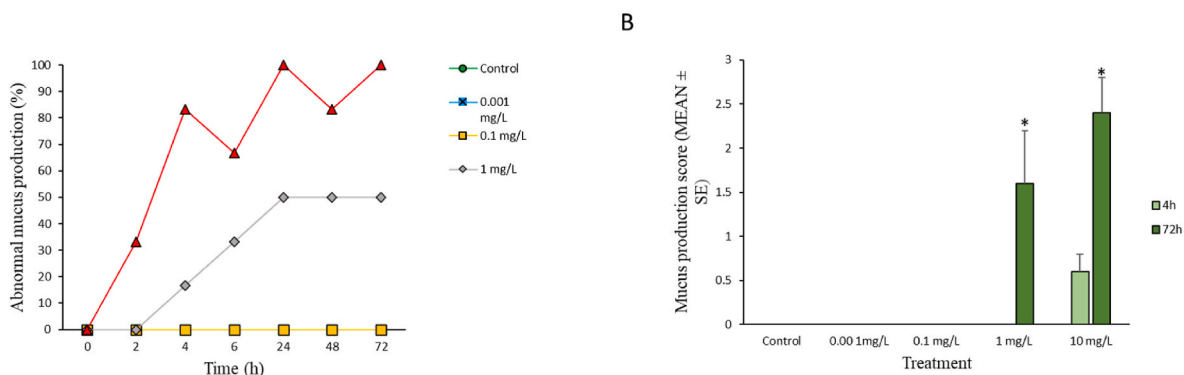 B
Abnormal mucus production (%)
100
90
80
70
60
50
40
30
20
10
0
0 2 4 6 24 48 72
Time (h)
Control
0.001
mg/L
0.1 mg/L
1 mg/L
Mucus production score (MEAN ±
SE)
3
2.5
2
1.5
1
0.5
0
*
*
Control 0.001mg/L 0.1 mg/L 1 mg/L 10 mg/L
Treatment
4h
72h